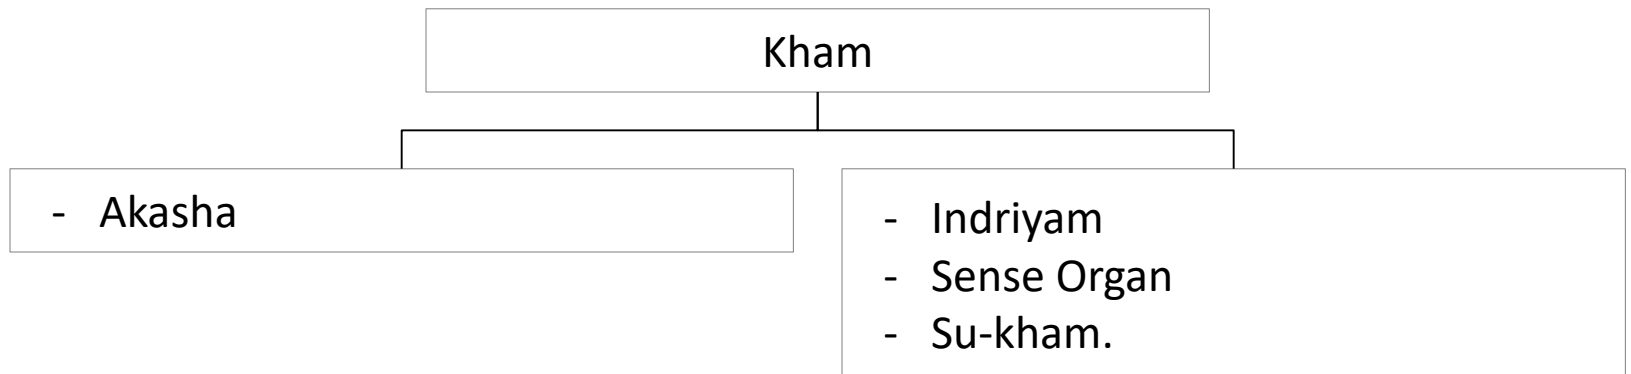 Kham
- Akasha
- Indriyam
- Sense Organ
- Su-kham.